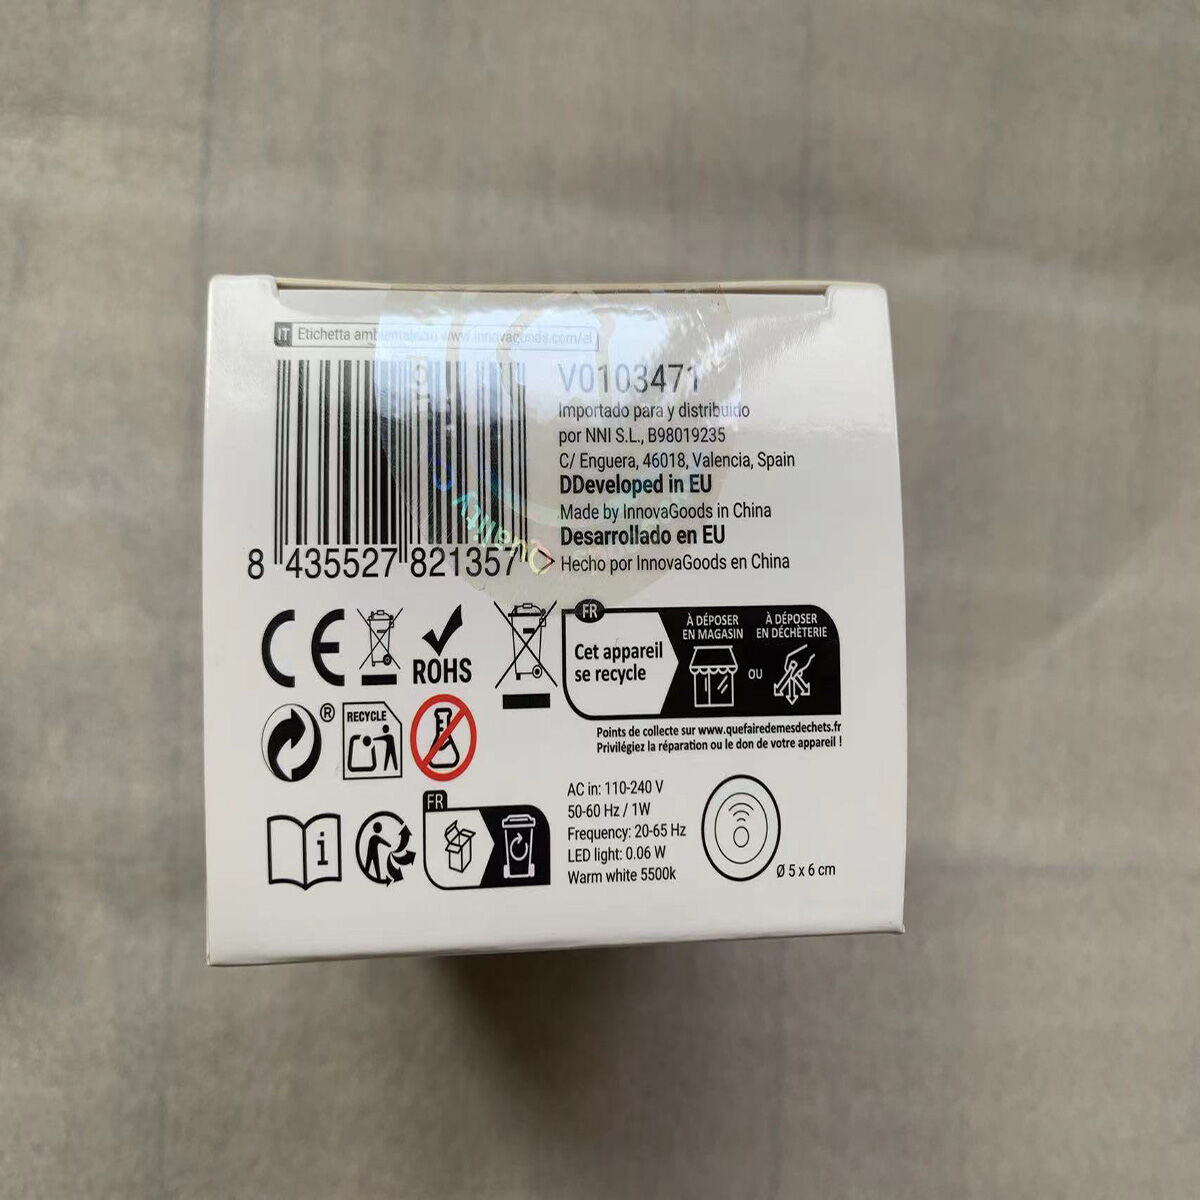 IT Etichetta ambientale su www.innovagoods.com/el
V0103471
Importado para y distribuido
por NNI S.L., B98019235
C/ Enguera, 46018, Valencia, Spain
DDeveloped in EU
Made by InnovaGoods in China
Desarrollado en EU
Hecho por InnovaGoods en China
8 435527 821357
Quality
CE
ROHS
FR
Cet appareil
se recycle
À DÉPOSER
EN MAGASIN
OU
À DÉPOSER
EN DÉCHÈTERIE
Points de collecte sur www.quefairedemesdechets.fr
Privilégiez la réparation ou le don de votre appareil !
®
RECYCLE
i
FR
AC in: 110-240 V
50-60 Hz / 1W
Frequency: 20-65 Hz
LED light: 0.06 W
Warm white 5500k
Ø 5 x 6 cm